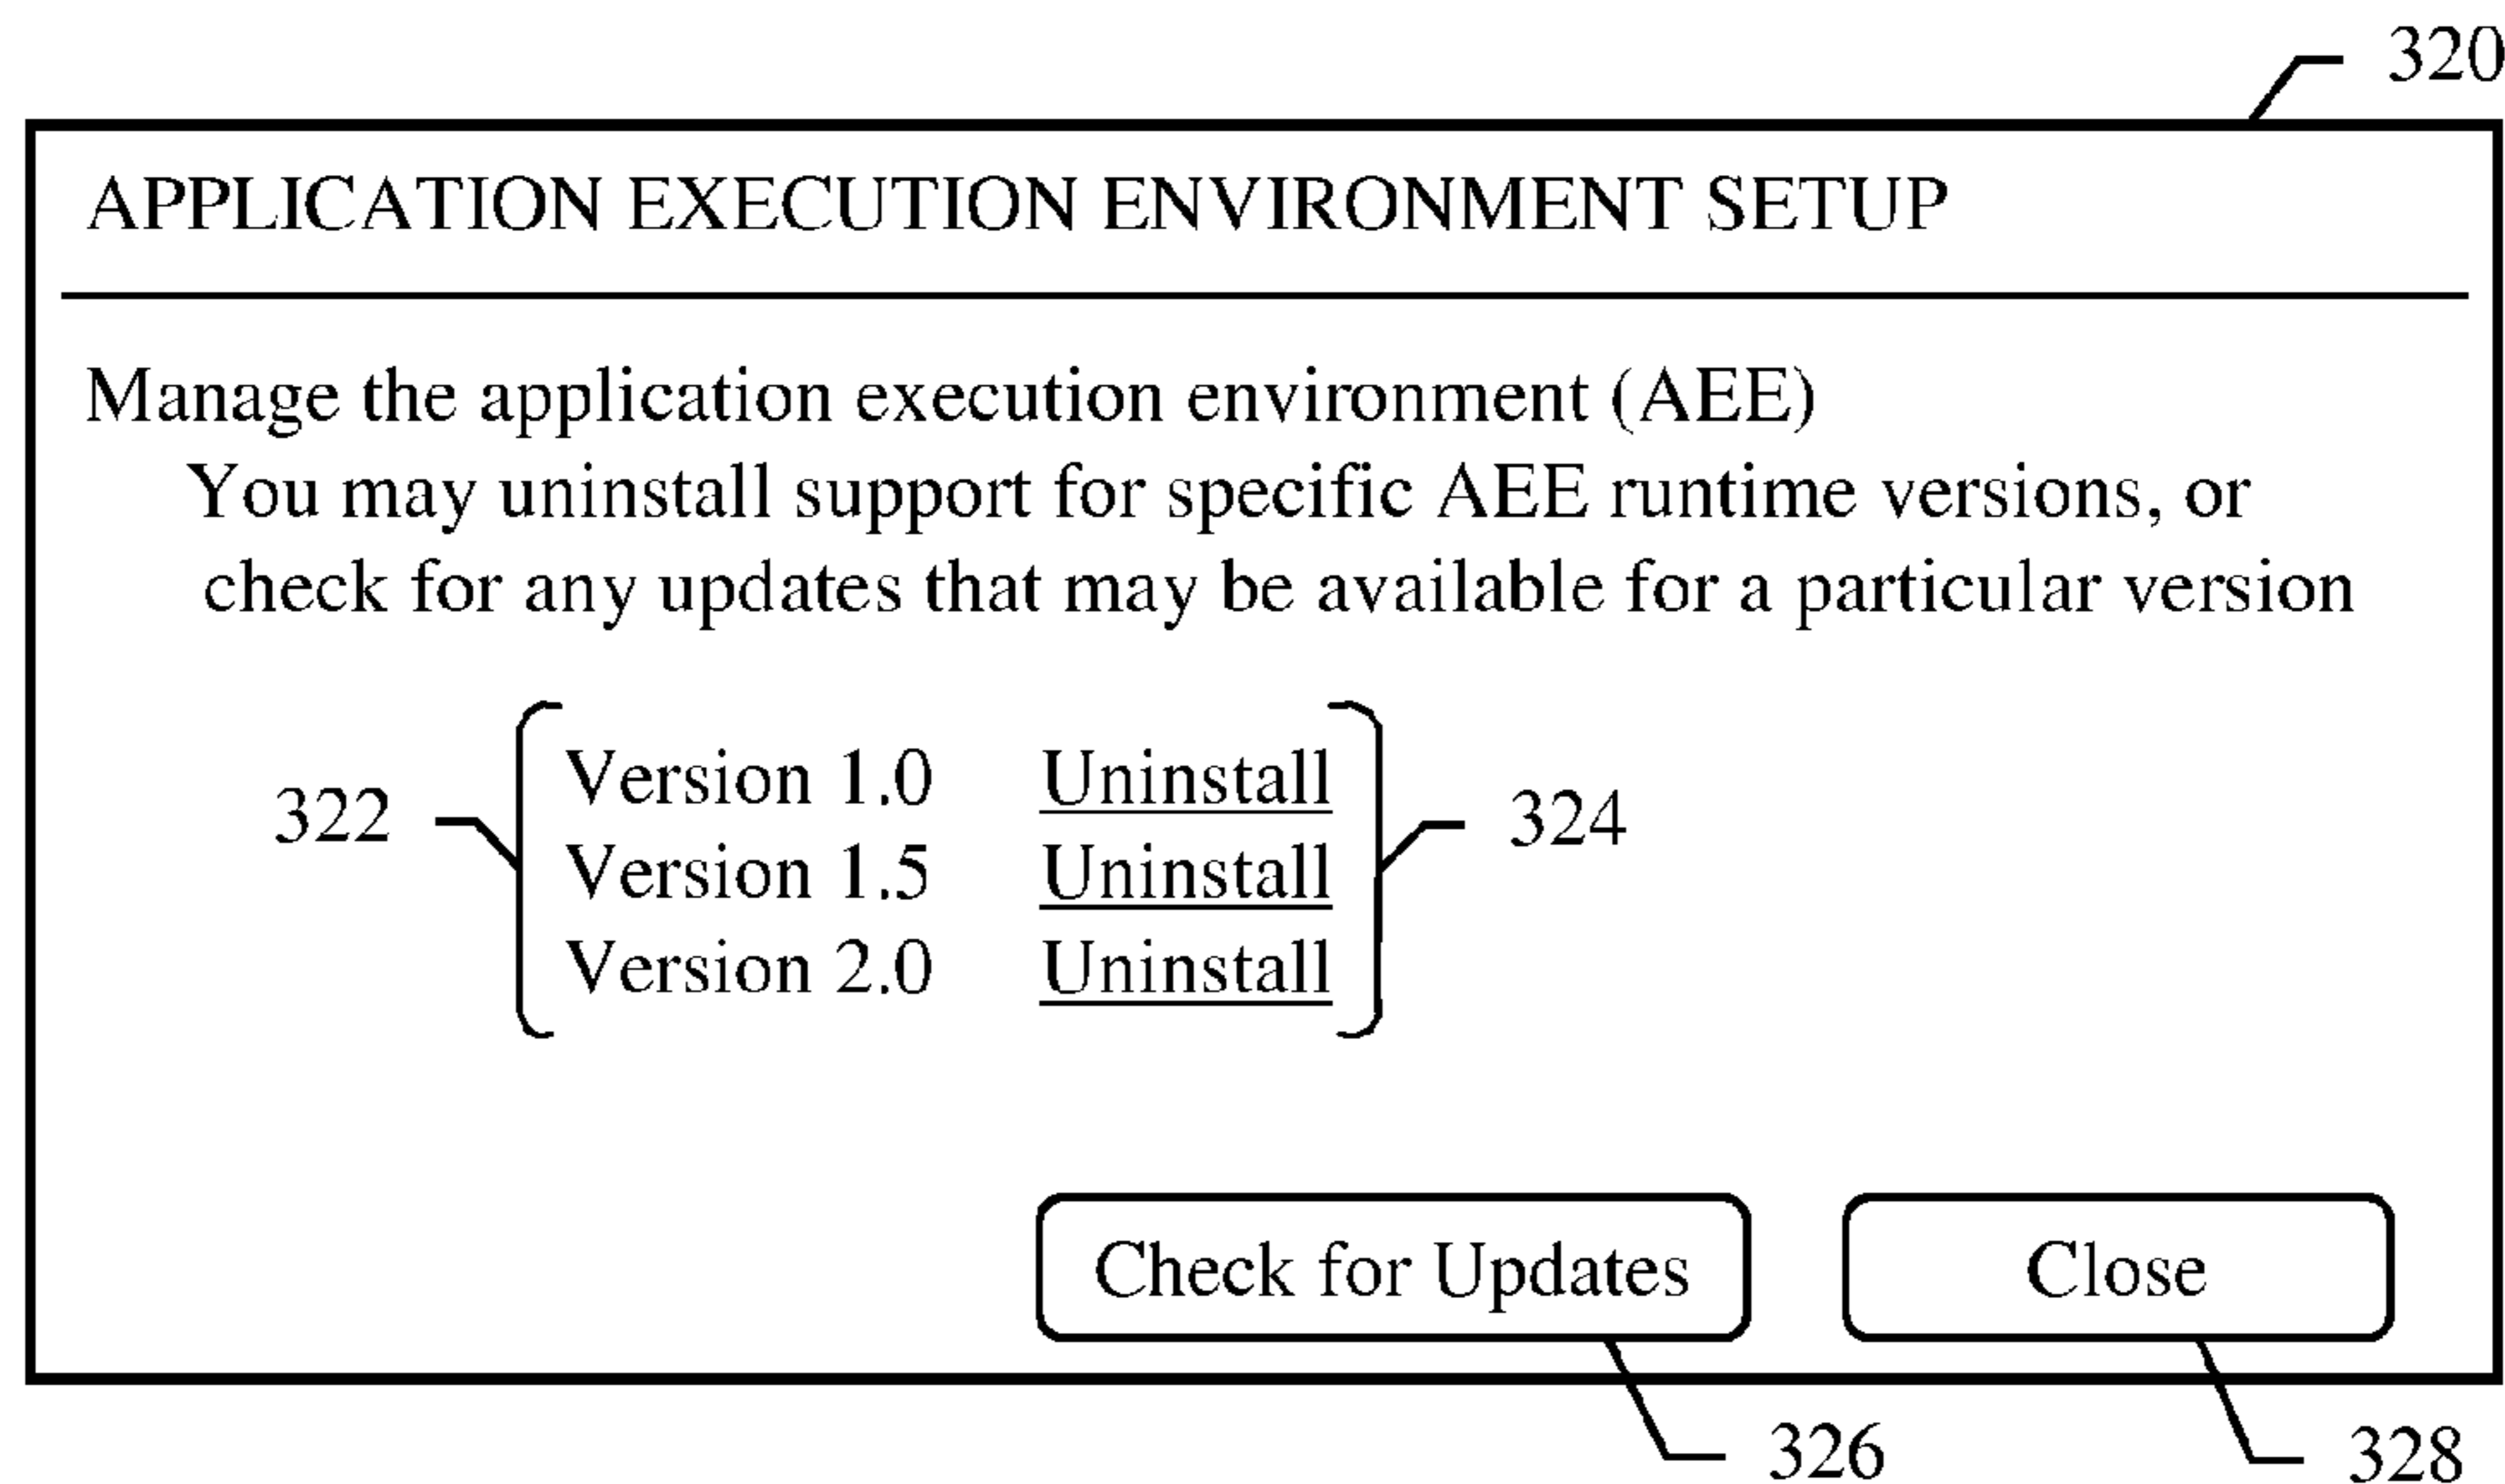 320
APPLICATION EXECUTION ENVIRONMENT SETUP
Manage the application execution environment (AEE)
You may uninstall support for specific AEE runtime versions, or
check for any updates that may be available for a particular version
322
Version 1.0 Uninstall
Version 1.5 Uninstall
Version 2.0 Uninstall
324
Check for Updates
Close
326
328